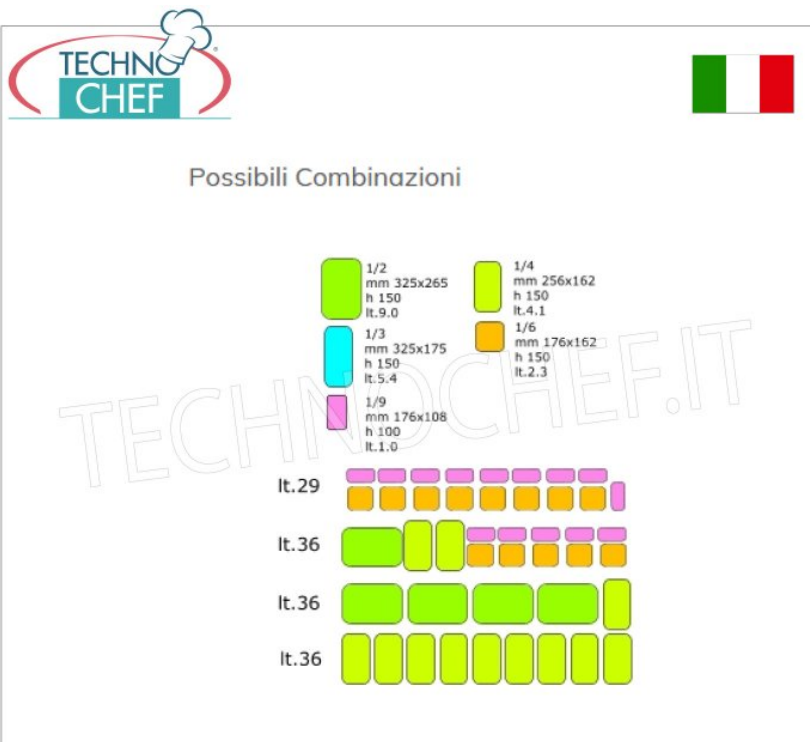 TECHNO
CHEF
Possibili Combinazioni
1/2
mm 325x265
h 150
lt.9.0
1/4
mm 256x162
h 150
lt.4.1
1/3
mm 325x175
h 150
lt.5.4
1/6
mm 176x162
h 150
lt.2.3
1/9
mm 176x108
h 100
lt.1.0
TECHNOCHEF.IT
lt.29
lt.36
lt.36
lt.36